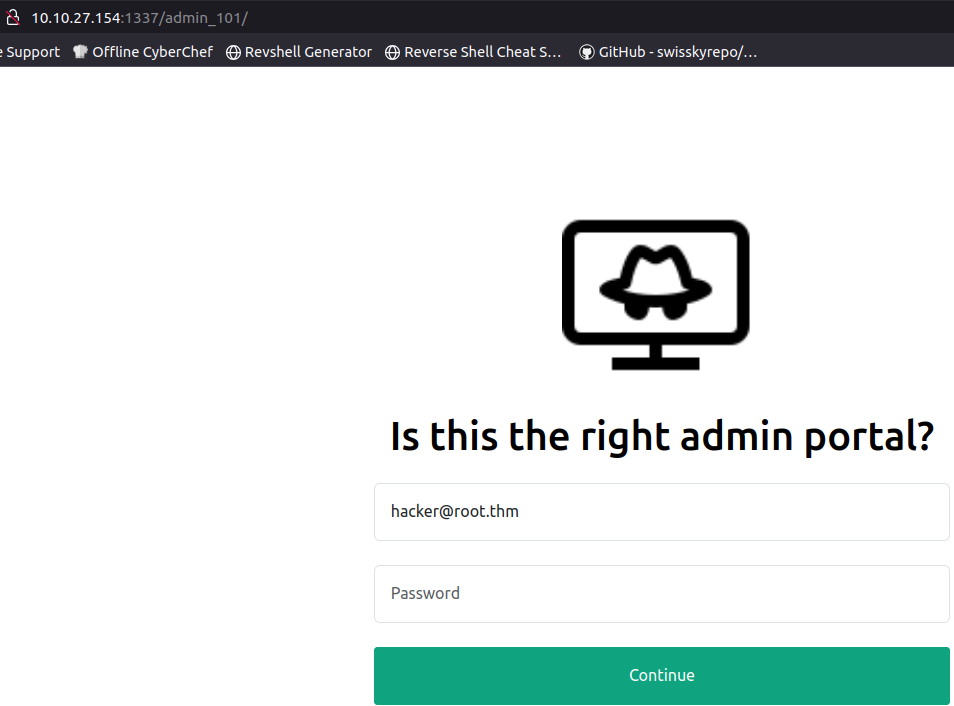 10.10.27.154:1337/admin_101/
e Support Offline CyberChef Revshell Generator Reverse Shell Cheat S... GitHub - swisskyrepo/...
Is this the right admin portal?
hacker@root.thm
Password
Continue